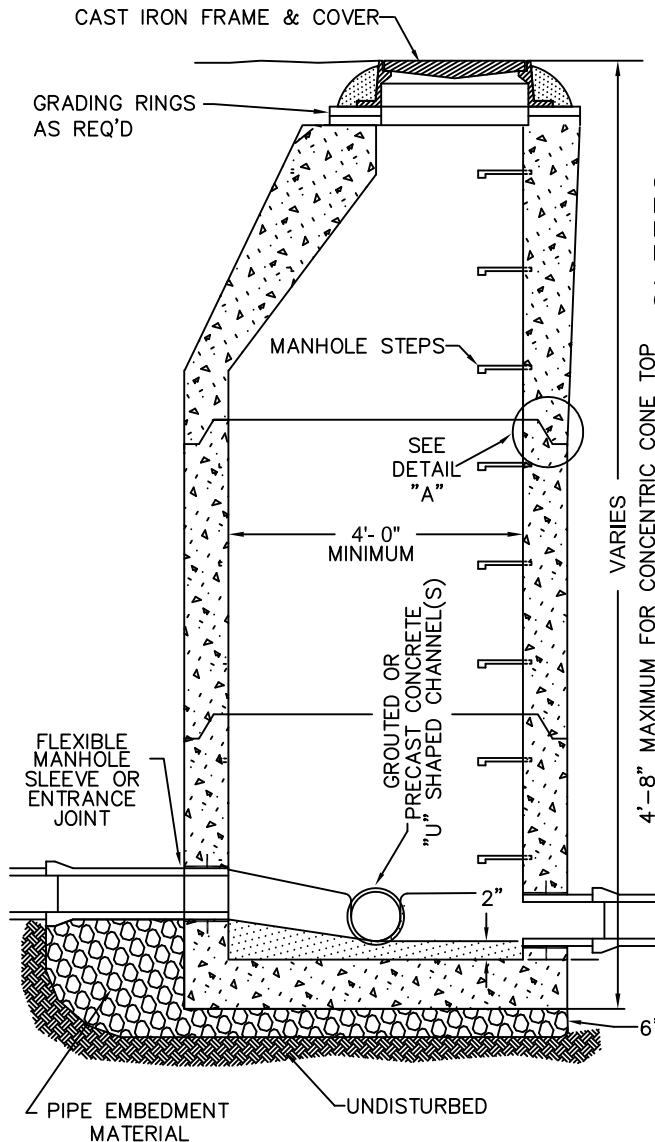 CAST IRON FRAME & COVER
GRADING RINGS
AS REQ'D
MANHOLE STEPS
SEE
DETAIL
"A"
4'-0"
MINIMUM
VARIES
4'-8" MAXIMUM FOR CONCENTRIC CONE TOP
GROUTED OR
PRECAST CONCRETE
"U" SHAPED CHANNEL(S)
FLEXIBLE
MANHOLE
SLEEVE OR
ENTRANCE
JOINT
2"
6"
PIPE EMBEDMENT
MATERIAL
UNDISTURBED